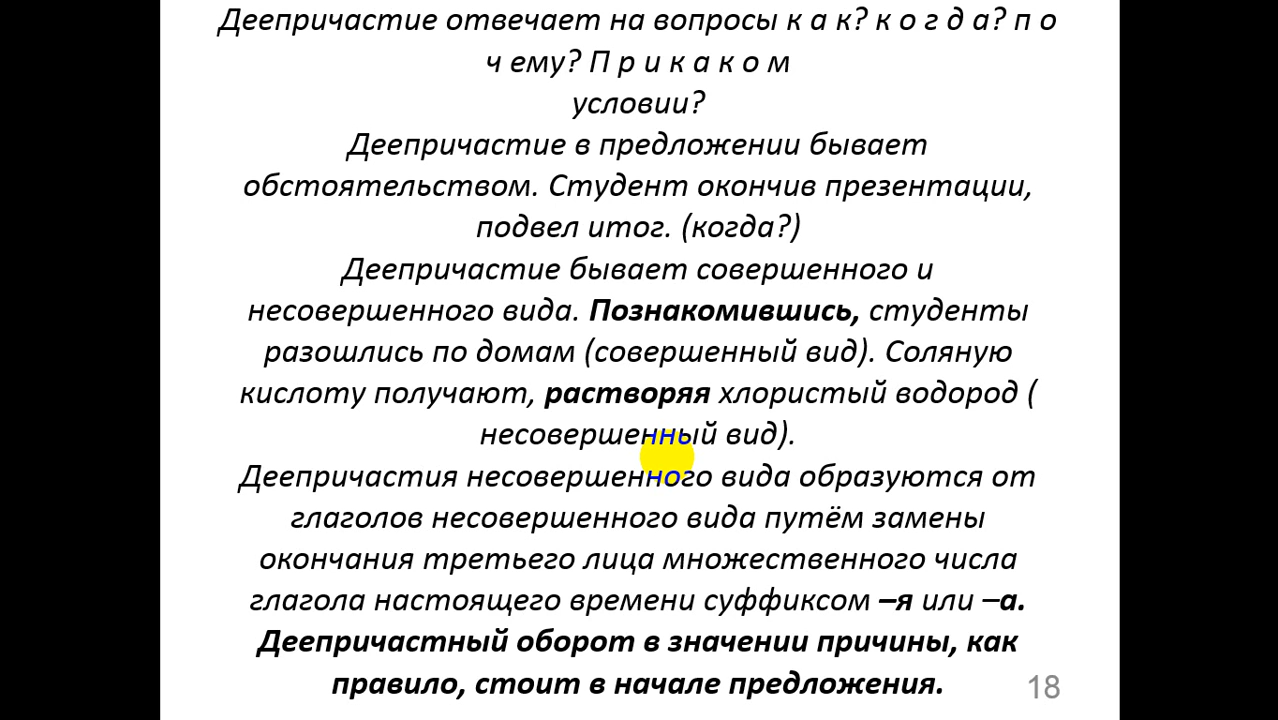 Деепричастие отвечает на вопросы к а к? к о г д а? п о
ч ему? П р и к а к о м
условии?
Деепричастие в предложении бывает
обстоятельством. Студент окончив презентации,
подвел итог. (когда?)
Деепричастие бывает совершенного и
несовершенного вида. Познакомившись, студенты
разошлись по домам (совершенный вид). Соляную
кислоту получают, растворяя хлористый водород (
несовершенный вид).
Деепричастия несовершенного вида образуются от
глаголов несовершенного вида путём замены
окончания третьего лица множественного числа
глагола настоящего времени суффиксом –я или –а.
Деепричастный оборот в значении причины, как
правило, стоит в начале предложения.
18